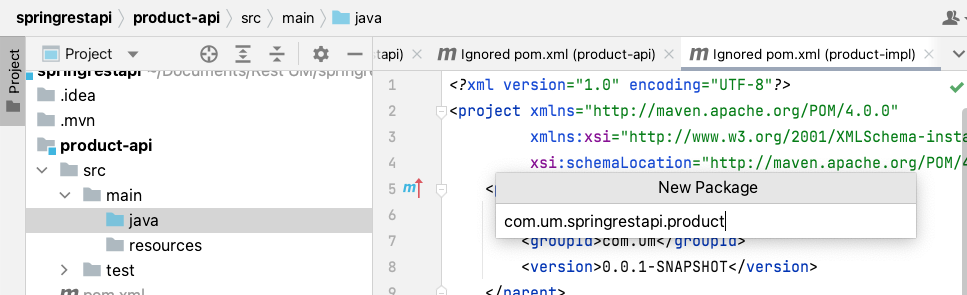 springrestapi product-api src main java
Project
Project
stapi) Ignored pom.xml (product-api) Ignored pom.xml (product-impl)
springrestapi ~/Documents/Rest UM/springre
.idea
.mvn
product-api
src
main
java
resources
test
pom.xml
1 <?xml version="1.0" encoding="UTF-8"?>
2 <project xmlns="http://maven.apache.org/POM/4.0.0"
3 xmlns:xsi="http://www.w3.org/2001/XMLSchema-insta
4 xsi:schemaLocation="http://maven.apache.org/POM/4
New Package
5 <p
com.um.springrestapi.product
6
7 <groupId>com.um</groupId>
8 <version>0.0.1-SNAPSHOT</version>
9 </parent>